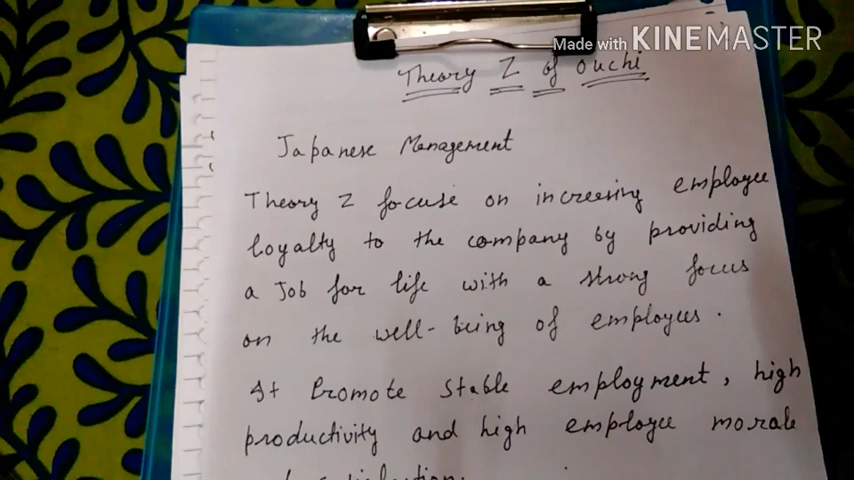 Made with KINEMASTER
Theory Z of Ouchi
Japanese Management
Theory Z focuse on increesing employee
loyalty to the company by providing
a Job for life with a strong focus
on the well-being of employees.
It Promote Stable employment, high
productivity and high employee morale